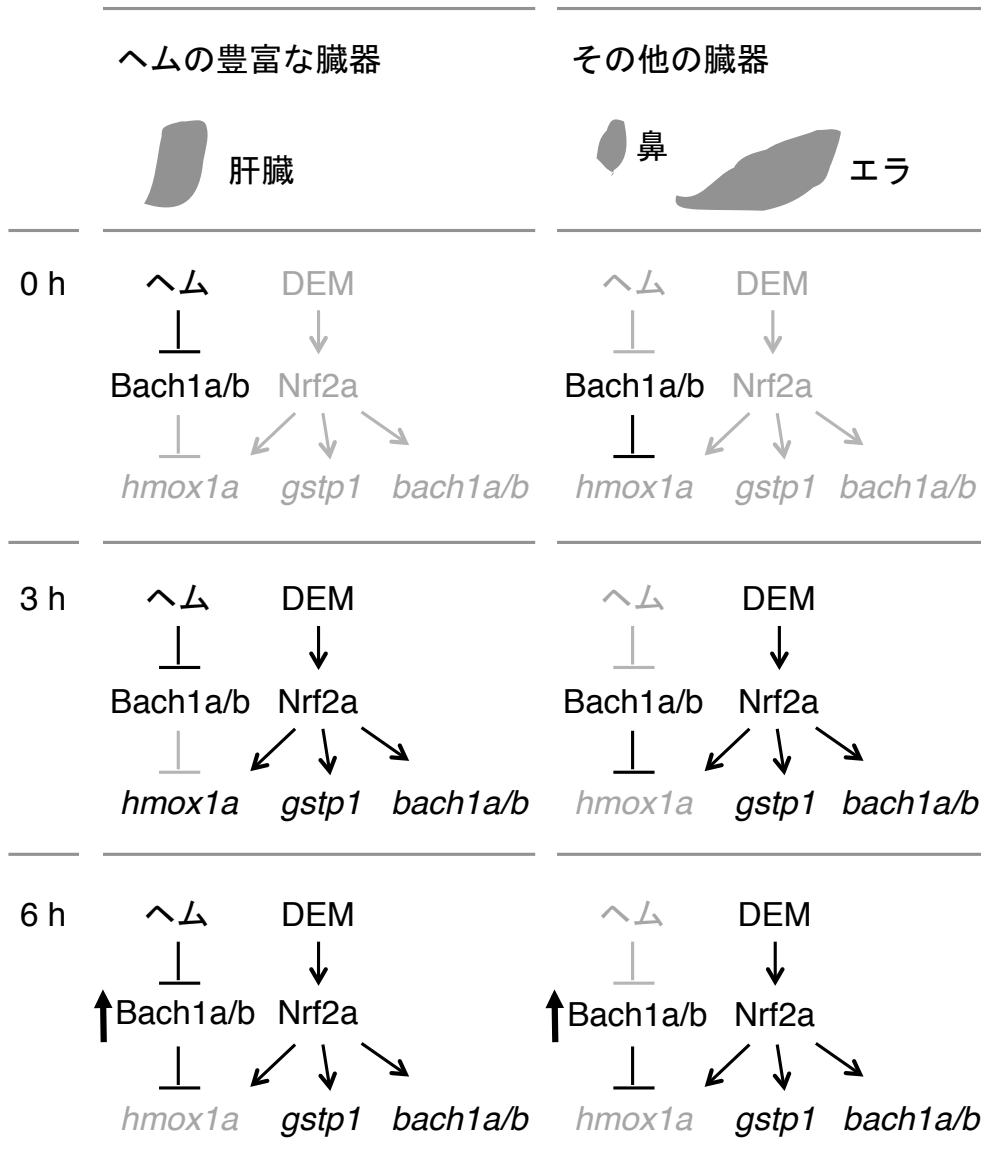 ヘムの豊富な臓器 その他の臓器
肝臓 鼻 エラ
0 h ヘム DEM ヘム DEM
Bach1a/b Nrf2a Bach1a/b Nrf2a
hmox1a gstp1 bach1a/b hmox1a gstp1 bach1a/b
3 h ヘム DEM ヘム DEM
Bach1a/b Nrf2a Bach1a/b Nrf2a
hmox1a gstp1 bach1a/b hmox1a gstp1 bach1a/b
6 h ヘム DEM ヘム DEM
Bach1a/b Nrf2a Bach1a/b Nrf2a
hmox1a gstp1 bach1a/b hmox1a gstp1 bach1a/b